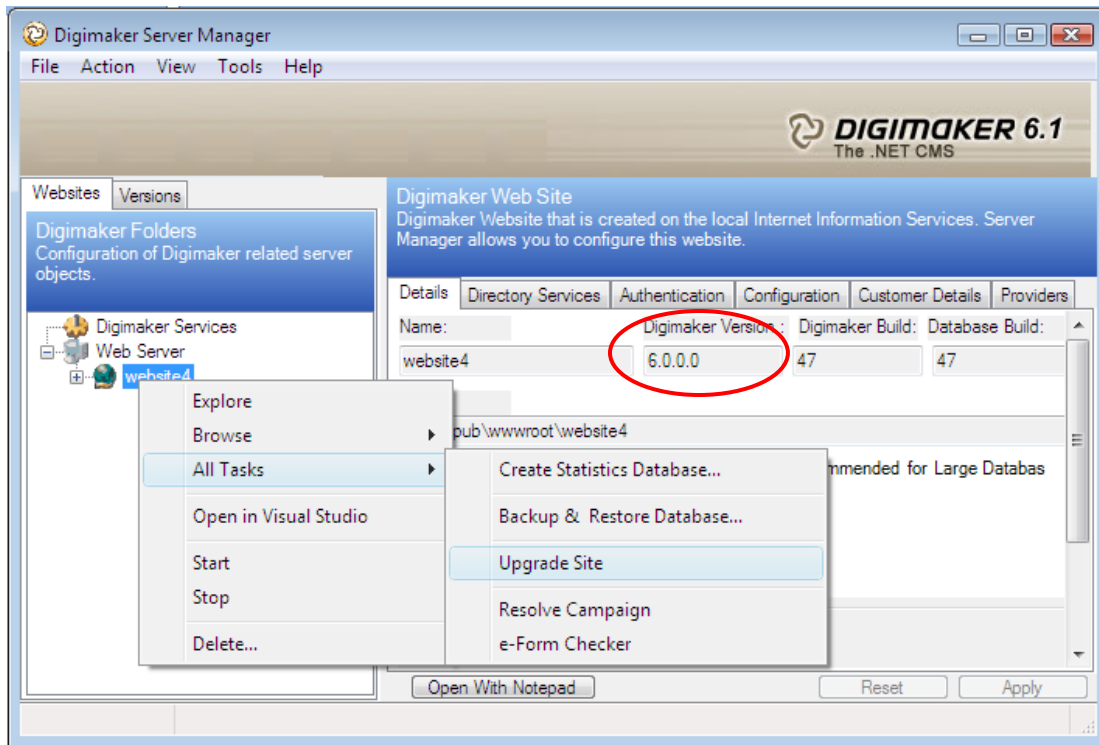 Digimaker Server Manager
File Action View Tools Help
DIGIMAKER 6.1
The .NET CMS
Websites Versions
Digimaker Folders
Configuration of Digimaker related server
objects.
Digimaker Services
Web Server
website4
Digimaker Web Site
Digimaker Website that is created on the local Internet Information Services. Server
Manager allows you to configure this website.
Details Directory Services Authentication Configuration Customer Details Providers
Name: Digimaker Version : Digimaker Build: Database Build:
website4 6.0.0.0 47 47
pub\wwwroot\website4
mmended for Large Databas
Explore
Browse
All Tasks
Open in Visual Studio
Start
Stop
Delete...
Create Statistics Database...
Backup & Restore Database...
Upgrade Site
Resolve Campaign
e-Form Checker
Open With Notepad Reset Apply